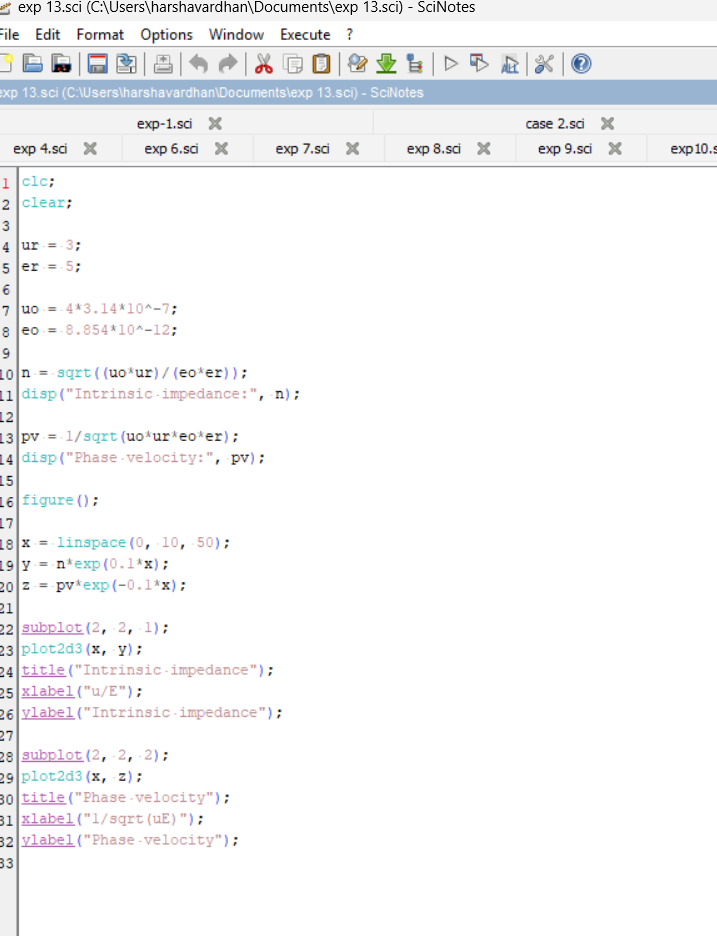 exp 13.sci (C:\Users\harshavardhan\Documents\exp 13.sci) - SciNotes
File Edit Format Options Window Execute ?
exp 13.sci (C:\Users\harshavardhan\Documents\exp 13.sci) - SciNotes
exp-1.sci case 2.sci
exp 4.sci exp 6.sci exp 7.sci exp 8.sci exp 9.sci exp10.s
1 clc;
2 clear;
3
4 ur = 3;
5 er = 5;
6
7 uo = 4*3.14*10^-7;
8 eo = 8.854*10^-12;
9
10 n = sqrt((uo*ur)/(eo*er));
11 disp("Intrinsic impedance:", n);
12
13 pv = 1/sqrt(uo*ur*eo*er);
14 disp("Phase velocity:", pv);
15
16 figure();
17
18 x = linspace(0, 10, 50);
19 y = n*exp(0.1*x);
20 z = pv*exp(-0.1*x);
21
22 subplot(2, 2, 1);
23 plot2d3(x, y);
24 title("Intrinsic impedance");
25 xlabel("u/E");
26 ylabel("Intrinsic impedance");
27
28 subplot(2, 2, 2);
29 plot2d3(x, z);
30 title("Phase velocity");
31 xlabel("1/sqrt(uE)");
32 ylabel("Phase velocity");
33